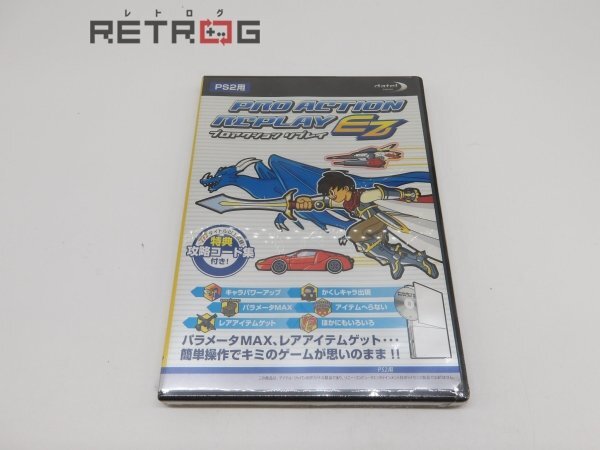 レトログ
RETROG
PS2用
datel
PRO ACTION
REPLAY EZ
プロアクション リプレイ
特典
攻略コード集
付き!
キャラパワーアップ
かくしキャラ出現
パラメータMAX
アイテムへらない
レアアイテムゲット
ほかにもいろいろ
パラメータMAX、レアアイテムゲット・・・
簡単操作でキミのゲームが思いのまま!!
PS2用